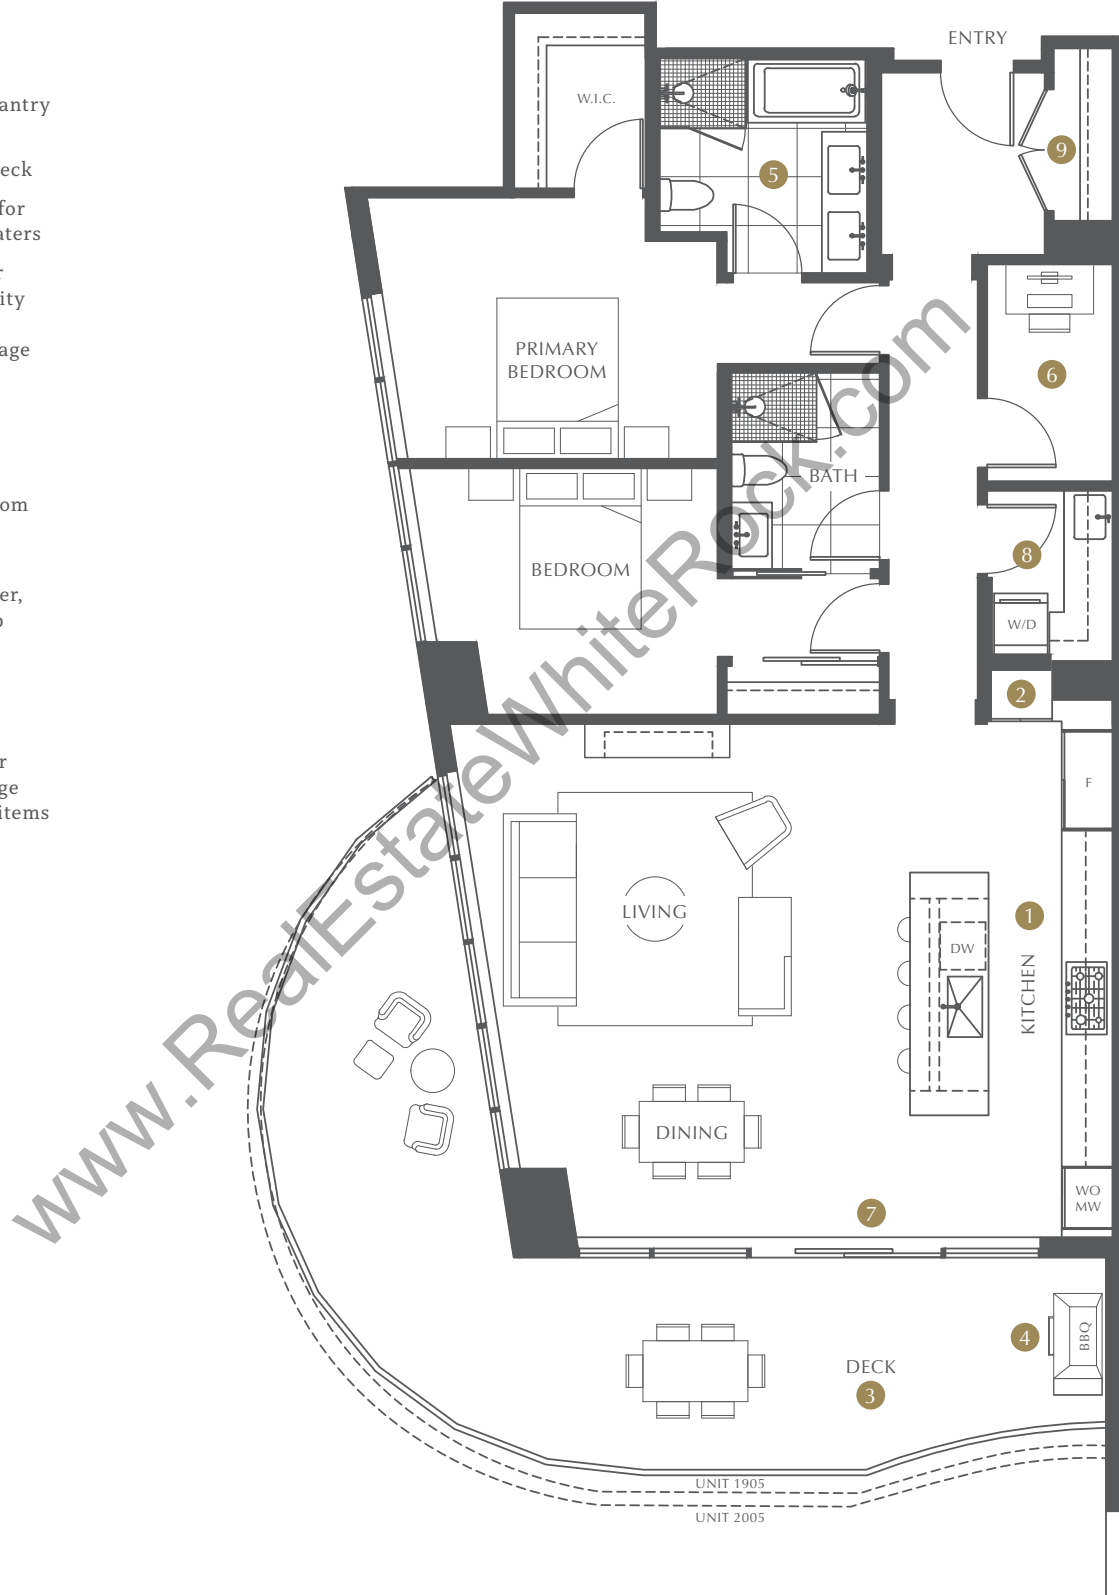 antry
eck
for
aters
r
ity
age
om
er,
o
r
ge
items
ENTRY
W.I.C.
9
5
PRIMARY
BEDROOM
6
BATH
BEDROOM
8
W/D
2
F
LIVING
1
DW
KITCHEN
DINING
WO
MW
7
4
BBQ
DECK
3
UNIT 1905
UNIT 2005
www.RealEstateWhiteRock.com